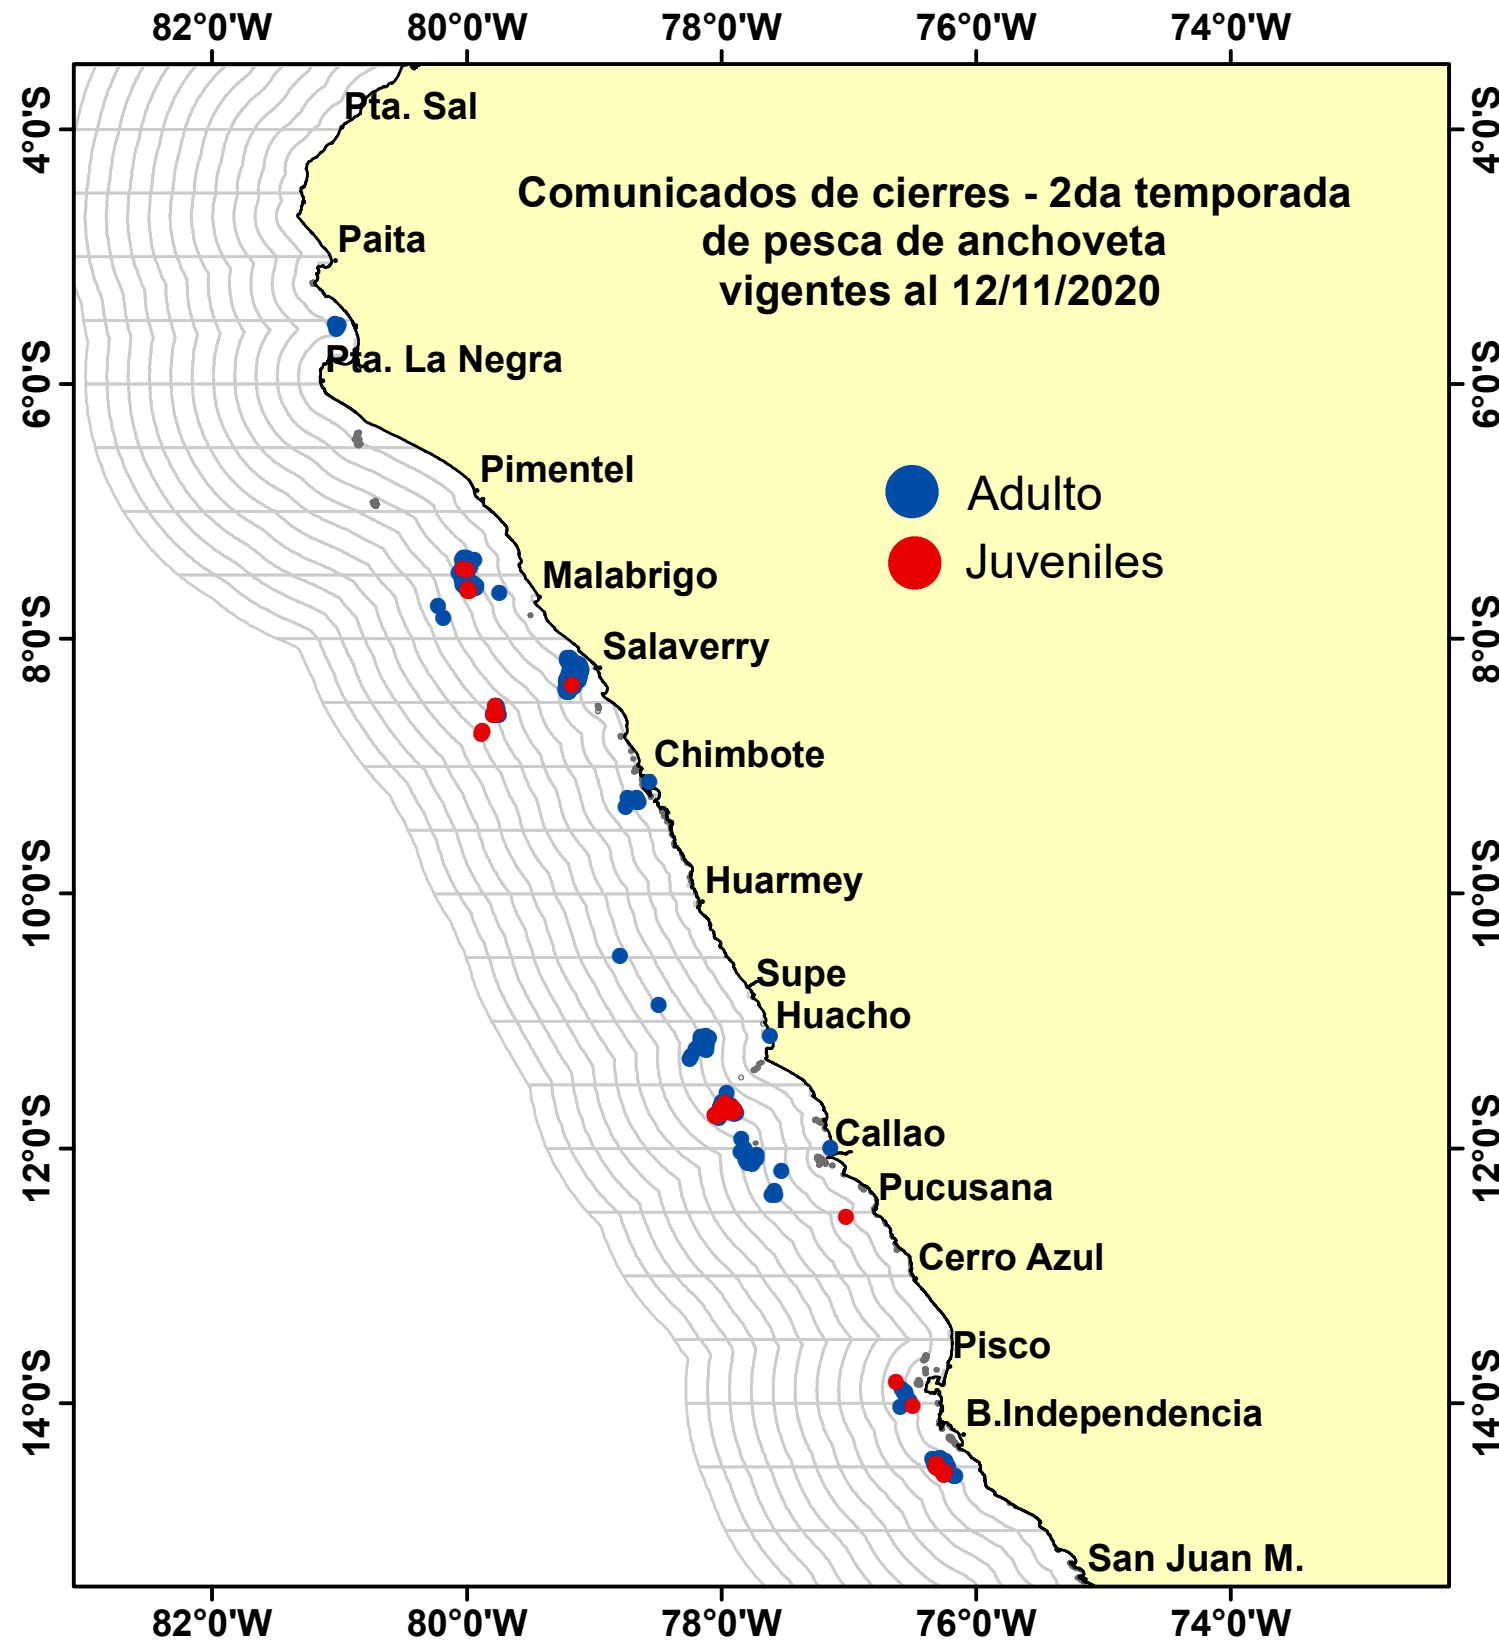 82°0'W 80°0'W 78°0'W 76°0'W 74°0'W
Pta. Sal
4°0'S 4°0'S
Comunicados de cierres - 2da temporada
de pesca de anchoveta
vigentes al 12/11/2020
Paita
Pta. La Negra
6°0'S 6°0'S
Pimentel
Adulto
Juveniles
Malabrigo
8°0'S 8°0'S
Salaverry
Chimbote
Huarmey
10°0'S 10°0'S
Supe
Huacho
Callao
12°0'S 12°0'S
Pucusana
Cerro Azul
Pisco
14°0'S 14°0'S
B.Independencia
San Juan M.
82°0'W 80°0'W 78°0'W 76°0'W 74°0'W